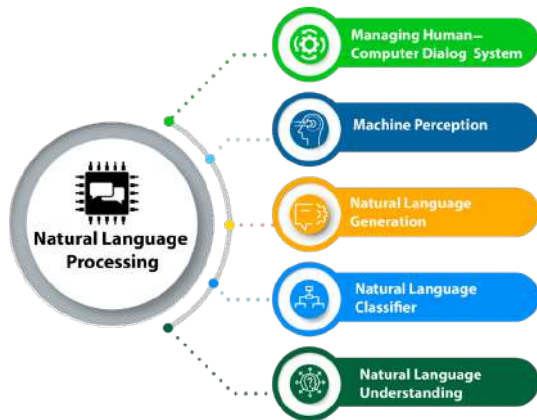 Managing Human—
Computer Dialog System
Machine Perception
Natural Language
Processing
Natural Language
Generation
Natural Language
Classifier
Natural Language
Understanding